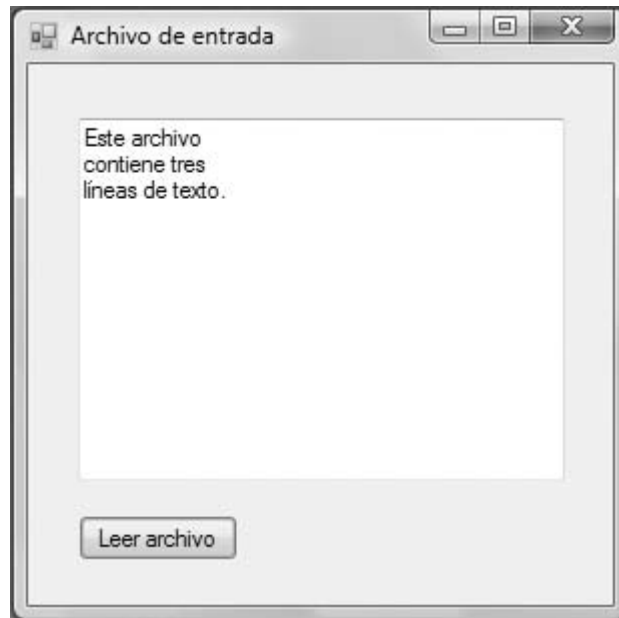 Archivo de entrada
Este archivo
contiene tres
líneas de texto.
Leer archivo